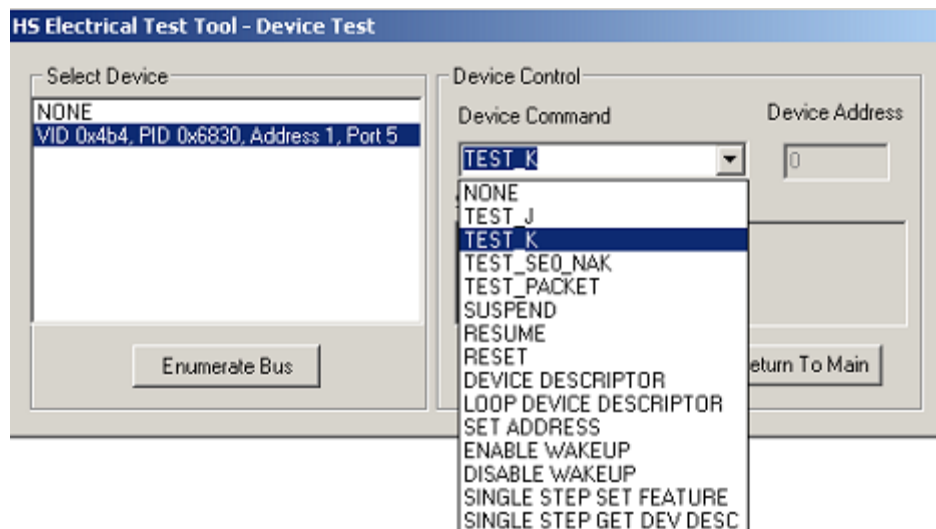 HS Electrical Test Tool - Device Test
Select Device
NONE
VID 0x4b4, PID 0x6830, Address 1, Port 5
Enumerate Bus
Device Control
Device Command
Device Address
TEST_K
0
NONE
TEST_J
TEST_K
TEST_SE0_NAK
TEST_PACKET
SUSPEND
RESUME
RESET
DEVICE DESCRIPTOR
LOOP DEVICE DESCRIPTOR
SET ADDRESS
ENABLE WAKEUP
DISABLE WAKEUP
SINGLE STEP SET FEATURE
SINGLE STEP GET DEV DESC
eturn To Main